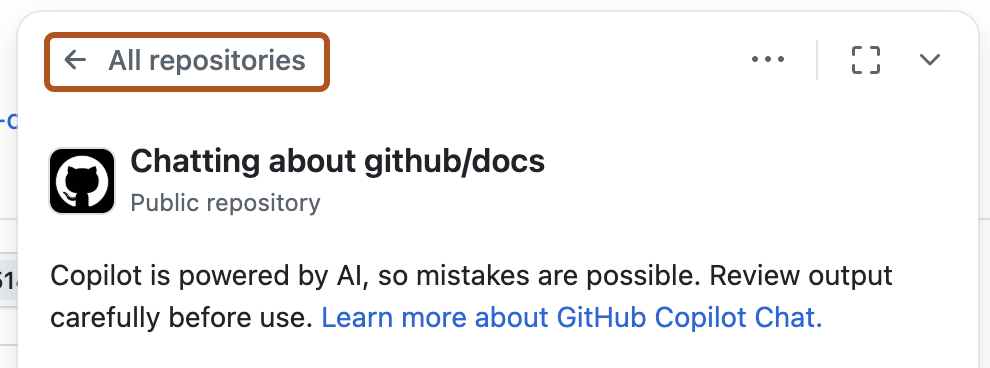 All repositories
Chatting about github/docs
Public repository
Copilot is powered by AI, so mistakes are possible. Review output
carefully before use. Learn more about GitHub Copilot Chat.